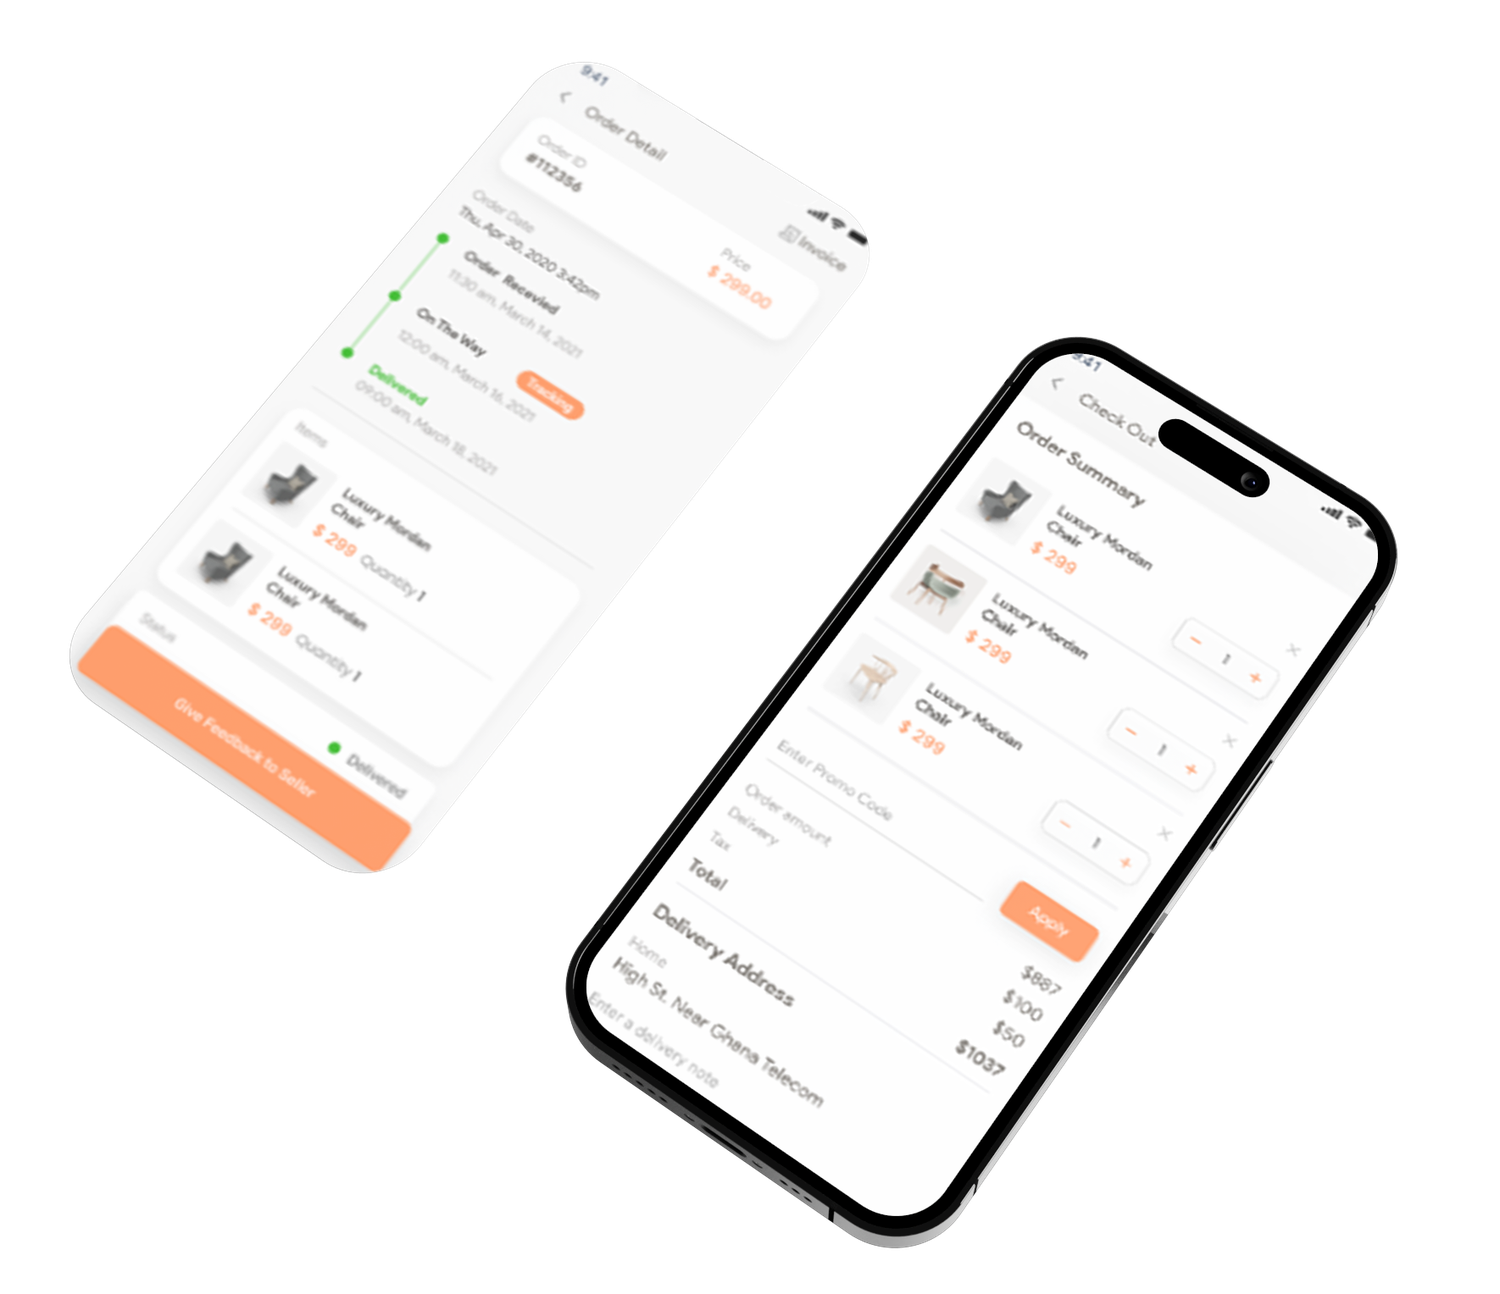 9:41
Order Detail
Invoice
Order ID
#112356
Price
$ 299.00
Order Date
Thu, Apr 30, 2020 3:42pm
Order Recevied
11:30 am, March 14, 2021
On The Way
12:00 am, March 16, 2021
Tracking
Delivered
09:00 am, March 18, 2021
Items
Luxury Mordan
Chair
$ 299 Quantity 1
Luxury Mordan
Chair
$ 299 Quantity 1
Status
Delivered
Give Feedback to Seller
9:41
Check Out
Order Summary
Luxury Mordan
Chair
$ 299
1
Luxury Mordan
Chair
$ 299
1
Luxury Mordan
Chair
$ 299
1
Enter Promo Code
Apply
Order amount $887
Delivery $100
Tax $50
Total $1037
Delivery Address
Home
High St, Near Ghana Telecom
Enter a delivery note